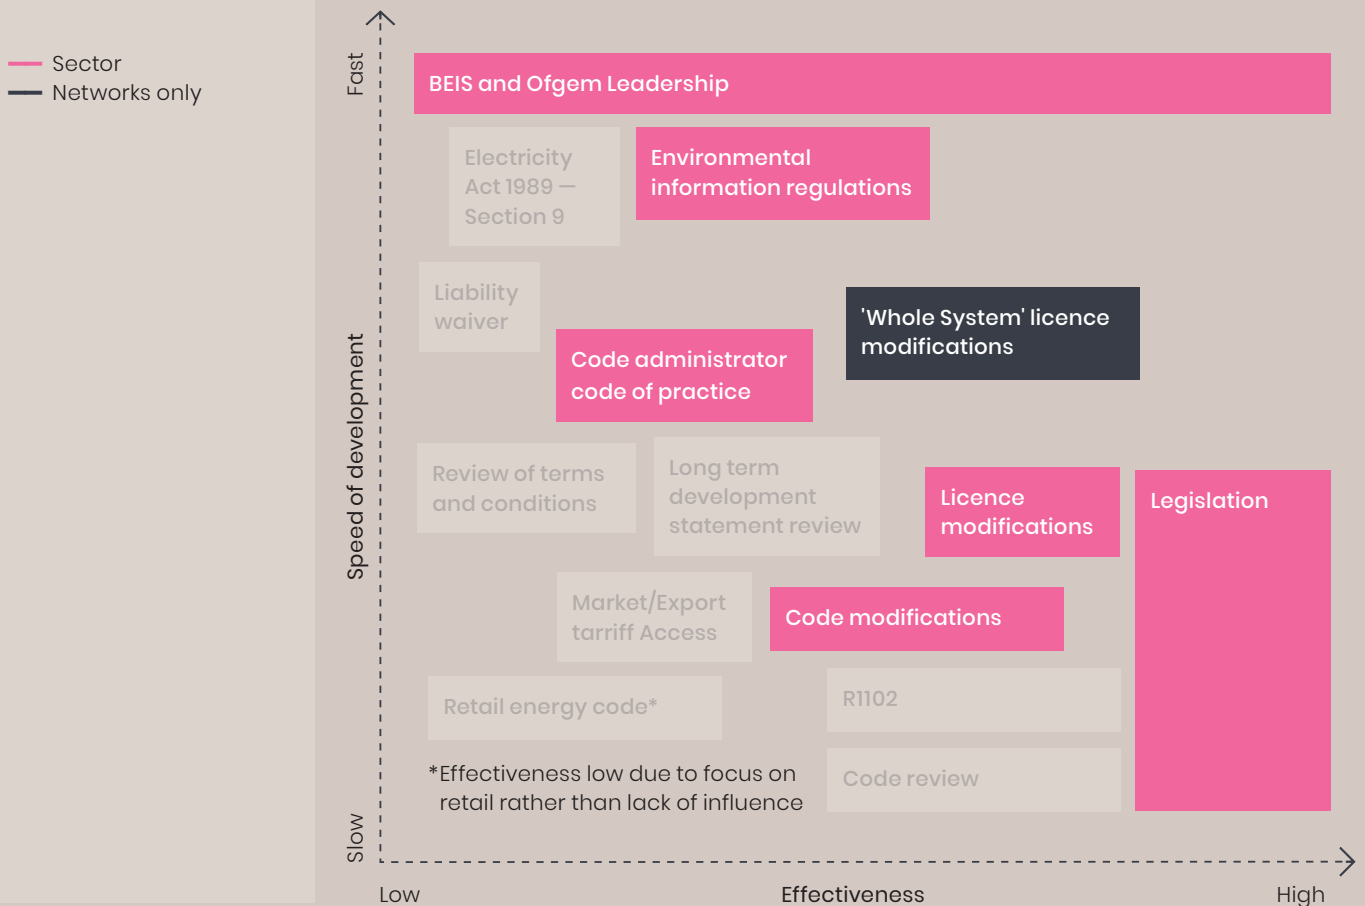 Sector
Networks only
Fast
BEIS and Ofgem Leadership
Electricity
Act 1989 —
Section 9
Environmental
information regulations
Liability
waiver
'Whole System' licence
modifications
Code administrator
code of practice
Speed of development
Review of terms
and conditions
Long term
development
statement review
Licence
modifications
Legislation
Market/Export
tarriff Access
Code modifications
Retail energy code*
R1102
*Effectiveness low due to focus on
retail rather than lack of influence
Code review
Slow
Low
Effectiveness
High